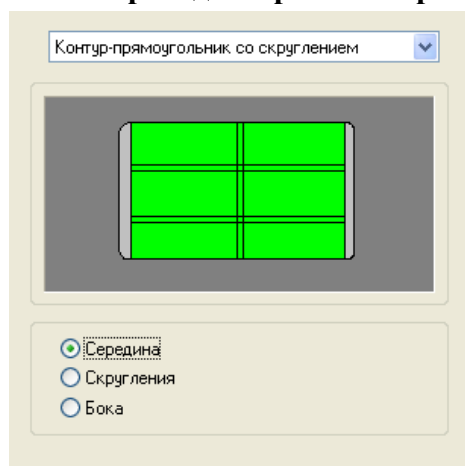 Контур-прямоугольник со скруглением
Середина
Скругления
Бока